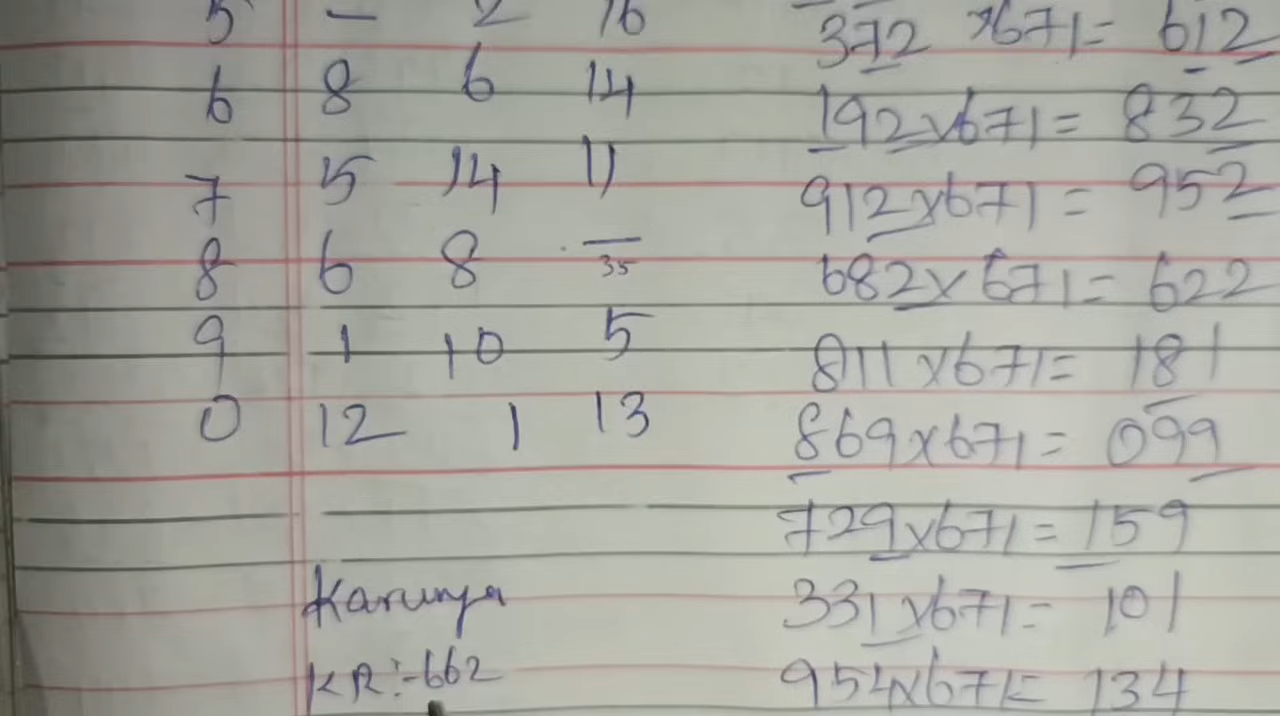 5 — 2 16
6 8 6 14
7 5 14 11
8 6 8 — 35
9 1 10 5
0 12 1 13
Karunya
KR:-662
372 x671= 612
192x671= 832
912x671= 952
682x671= 622
811x671= 181
869x671= 099
729x671= 159
331x671= 101
954x671= 134